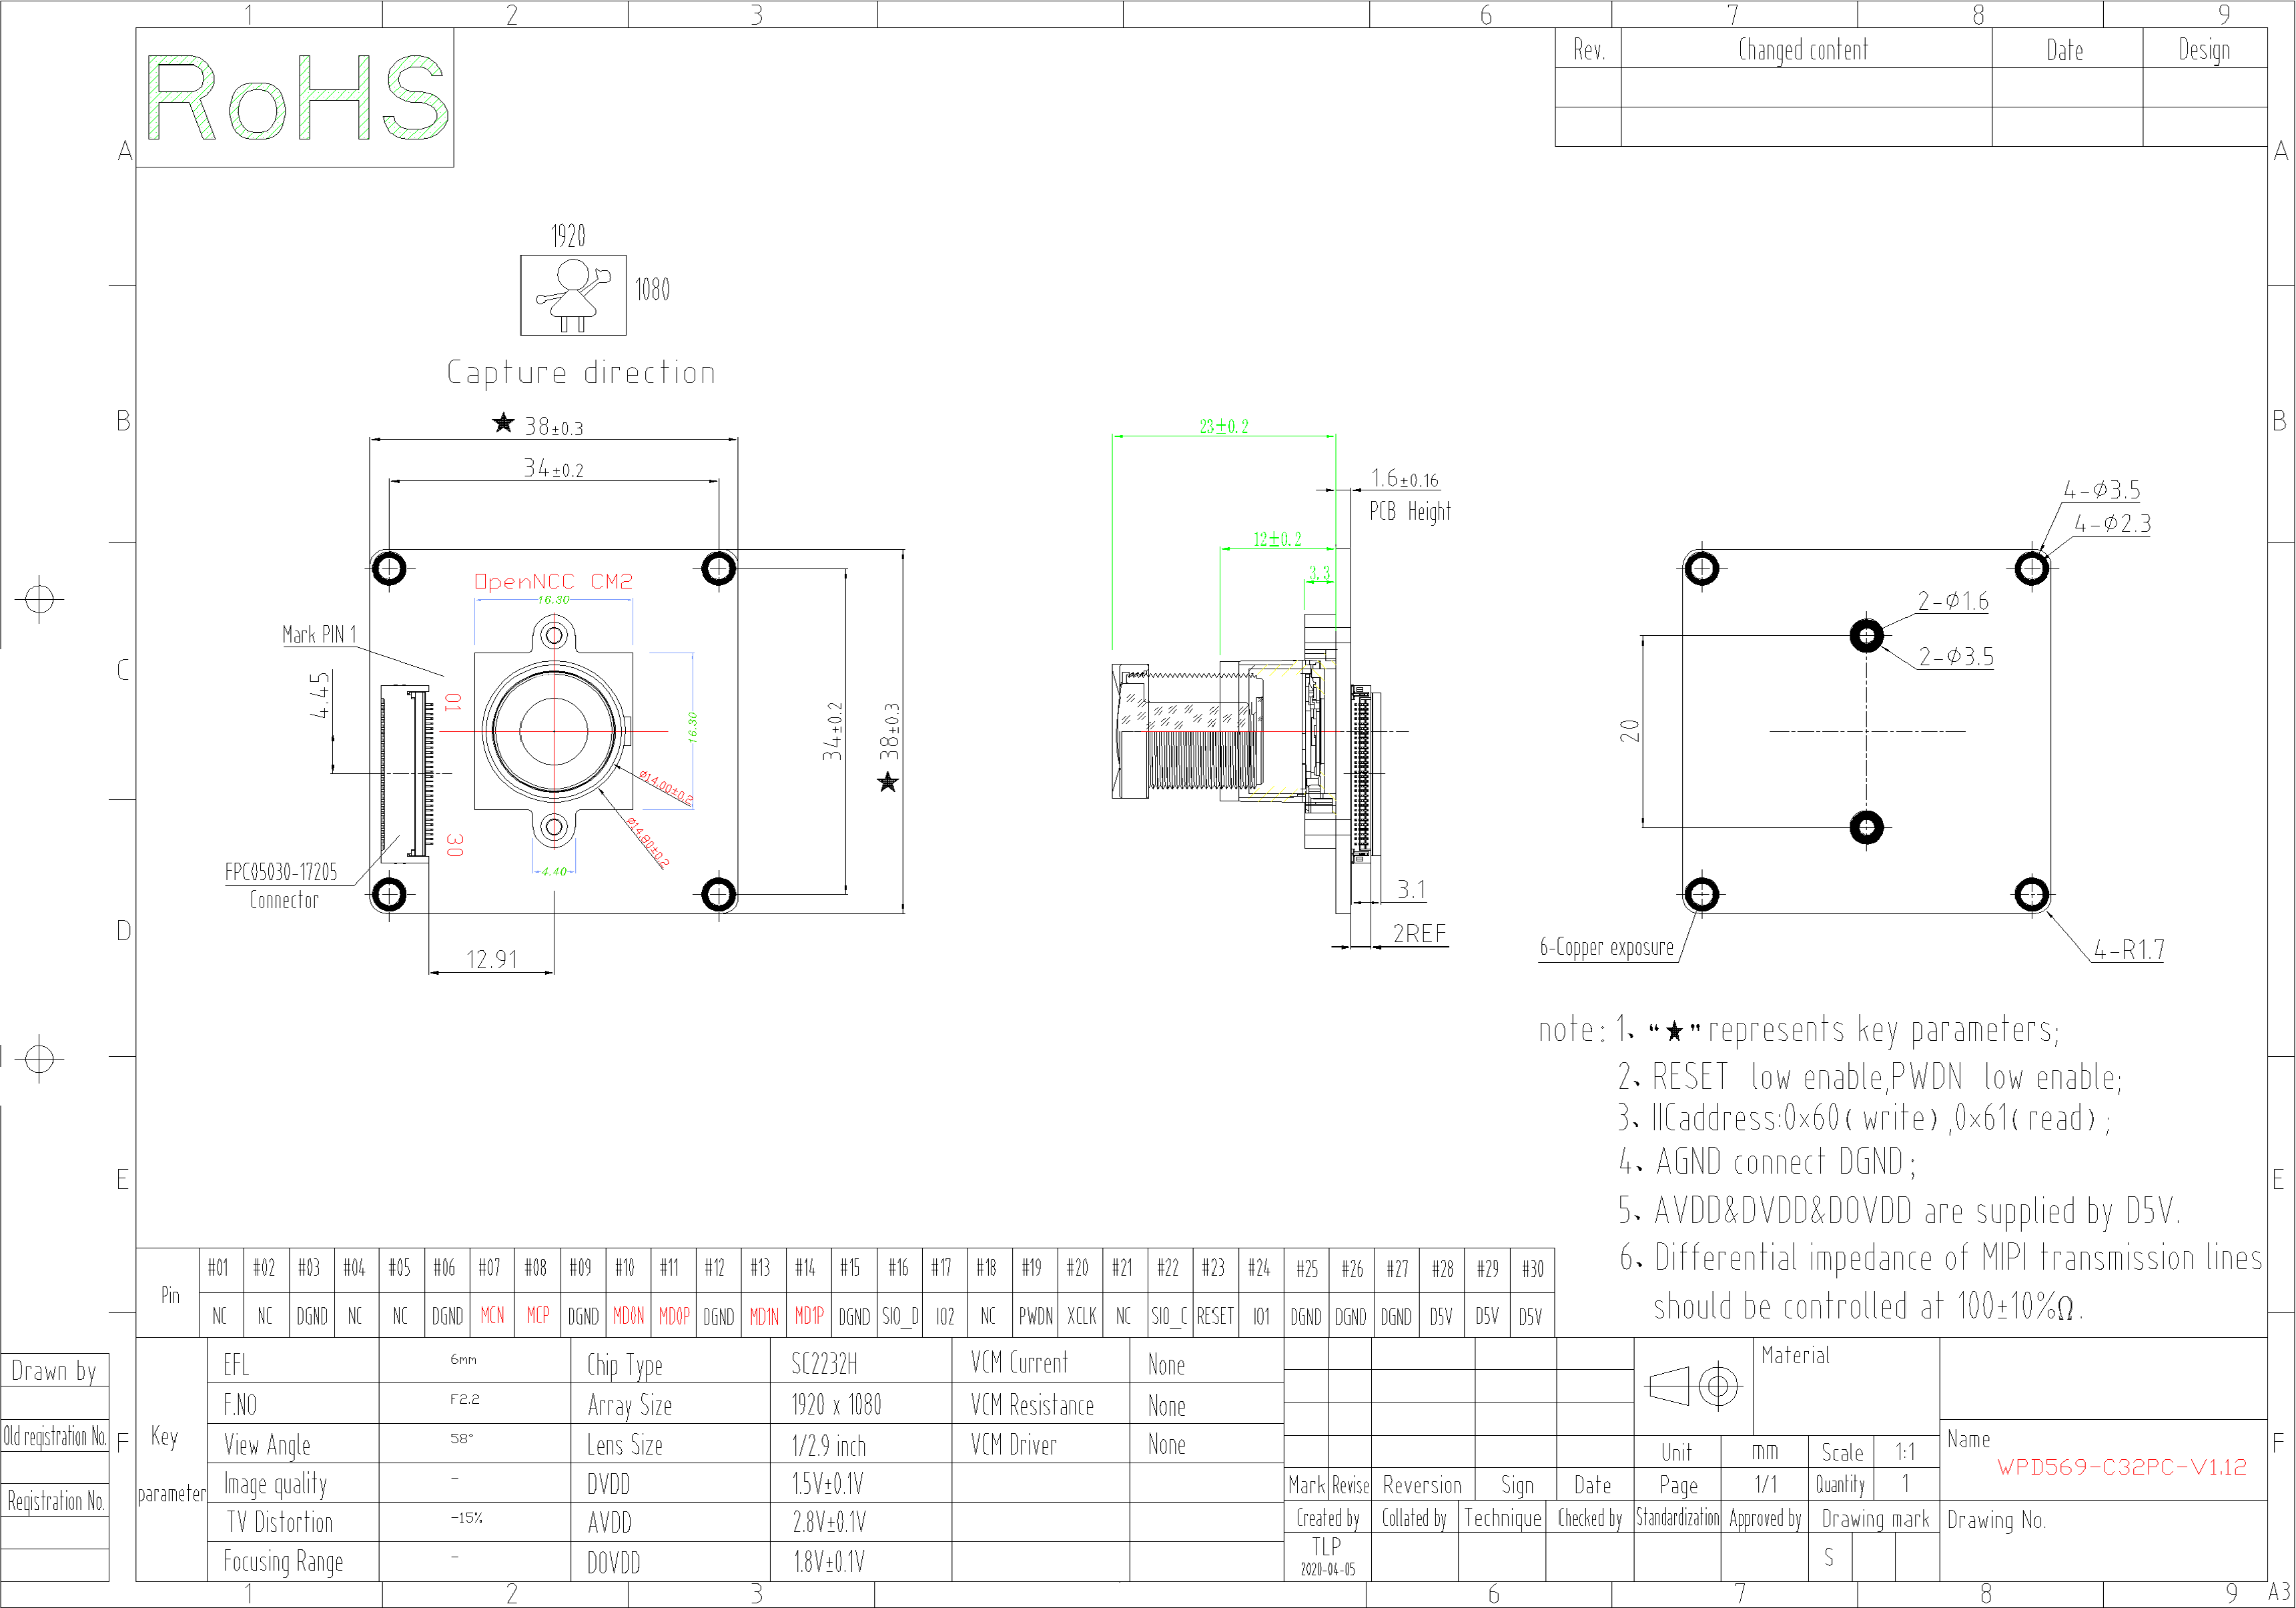 1 2 3 6 7 8 9
RoHS
Rev. Changed content Date Design
A A
1920
1080
Capture direction
B B
★ 38±0.3
34±0.2
23±0.2
1.6±0.16
PCB Height
12±0.2
3.3
4-Φ3.5
4-Φ2.3
OpenNCC CM2
16.30
Mark PIN 1
2-Φ1.6
2-Φ3.5
C C
4.45
01
16.30
34±0.2
★ 38±0.3
20
Φ14.00±0.2
Φ14.80±0.2
30
4.40
FPC05030-17205
Connector
3.1
2REF
D
12.91
6-Copper exposure
4-R1.7
note: 1、“★” represents key parameters;
2、RESET low enable,PWDN low enable;
3、IICaddress:0x60( write) ,0x61( read) ;
4、AGND connect DGND;
5、AVDD&DVDD&DOVDD are supplied by D5V.
6、Differential impedance of MIPI transmission lines
should be controlled at 100±10%Ω.
E E
Pin #01 #02 #03 #04 #05 #06 #07 #08 #09 #10 #11 #12 #13 #14 #15 #16 #17 #18 #19 #20 #21 #22 #23 #24 #25 #26 #27 #28 #29 #30
NC NC DGND NC NC DGND MCN MCP DGND MD0N MD0P DGND MD1N MD1P DGND SIO_D IO2 NC PWDN XCLK NC SIO_C RESET IO1 DGND DGND DGND D5V D5V D5V
Key parameter
EFL 6mm Chip Type SC2232H VCM Current None
F.NO F2.2 Array Size 1920 x 1080 VCM Resistance None
View Angle 58° Lens Size 1/2.9 inch VCM Driver None
Image quality - DVDD 1.5V±0.1V
TV Distortion -15% AVDD 2.8V±0.1V
Focusing Range - DOVDD 1.8V±0.1V
Drawn by
Old registration No.
Registration No.
F F
Material
Unit mm Scale 1:1
Name
WPD569-C32PC-V1.12
Mark Revise Reversion Sign Date Page 1/1 Quantity 1
Created by Collated by Technique Checked by Standardization Approved by Drawing mark Drawing No.
TLP
2020-04-05
S
1 2 3 6 7 8 9 A3